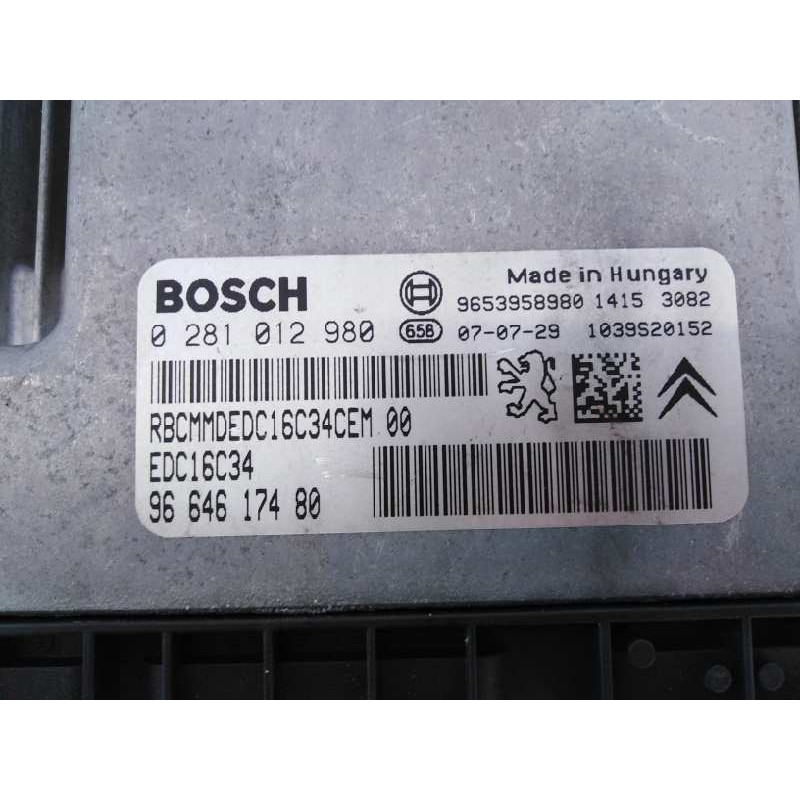 BOSCH
Made in Hungary
9653958980 1415 3082
0 281 012 980 658 07-07-29 1039S20152
RBCMMDEDC16C34CEM 00
EDC16C34
96 646 174 80